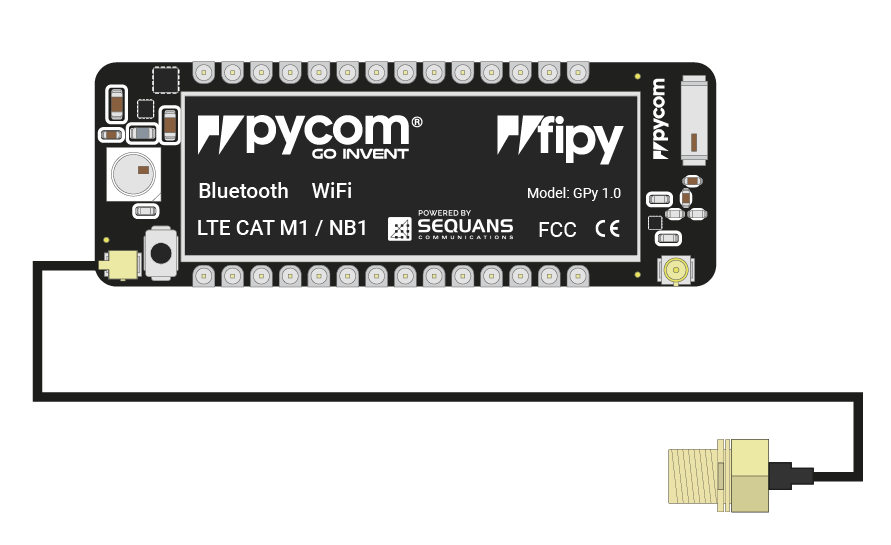 pycom®
GO INVENT
fipy
Bluetooth WiFi
Model: GPy 1.0
LTE CAT M1 / NB1
POWERED BY
SEQUANS
COMMUNICATIONS
FCC CE
pycom